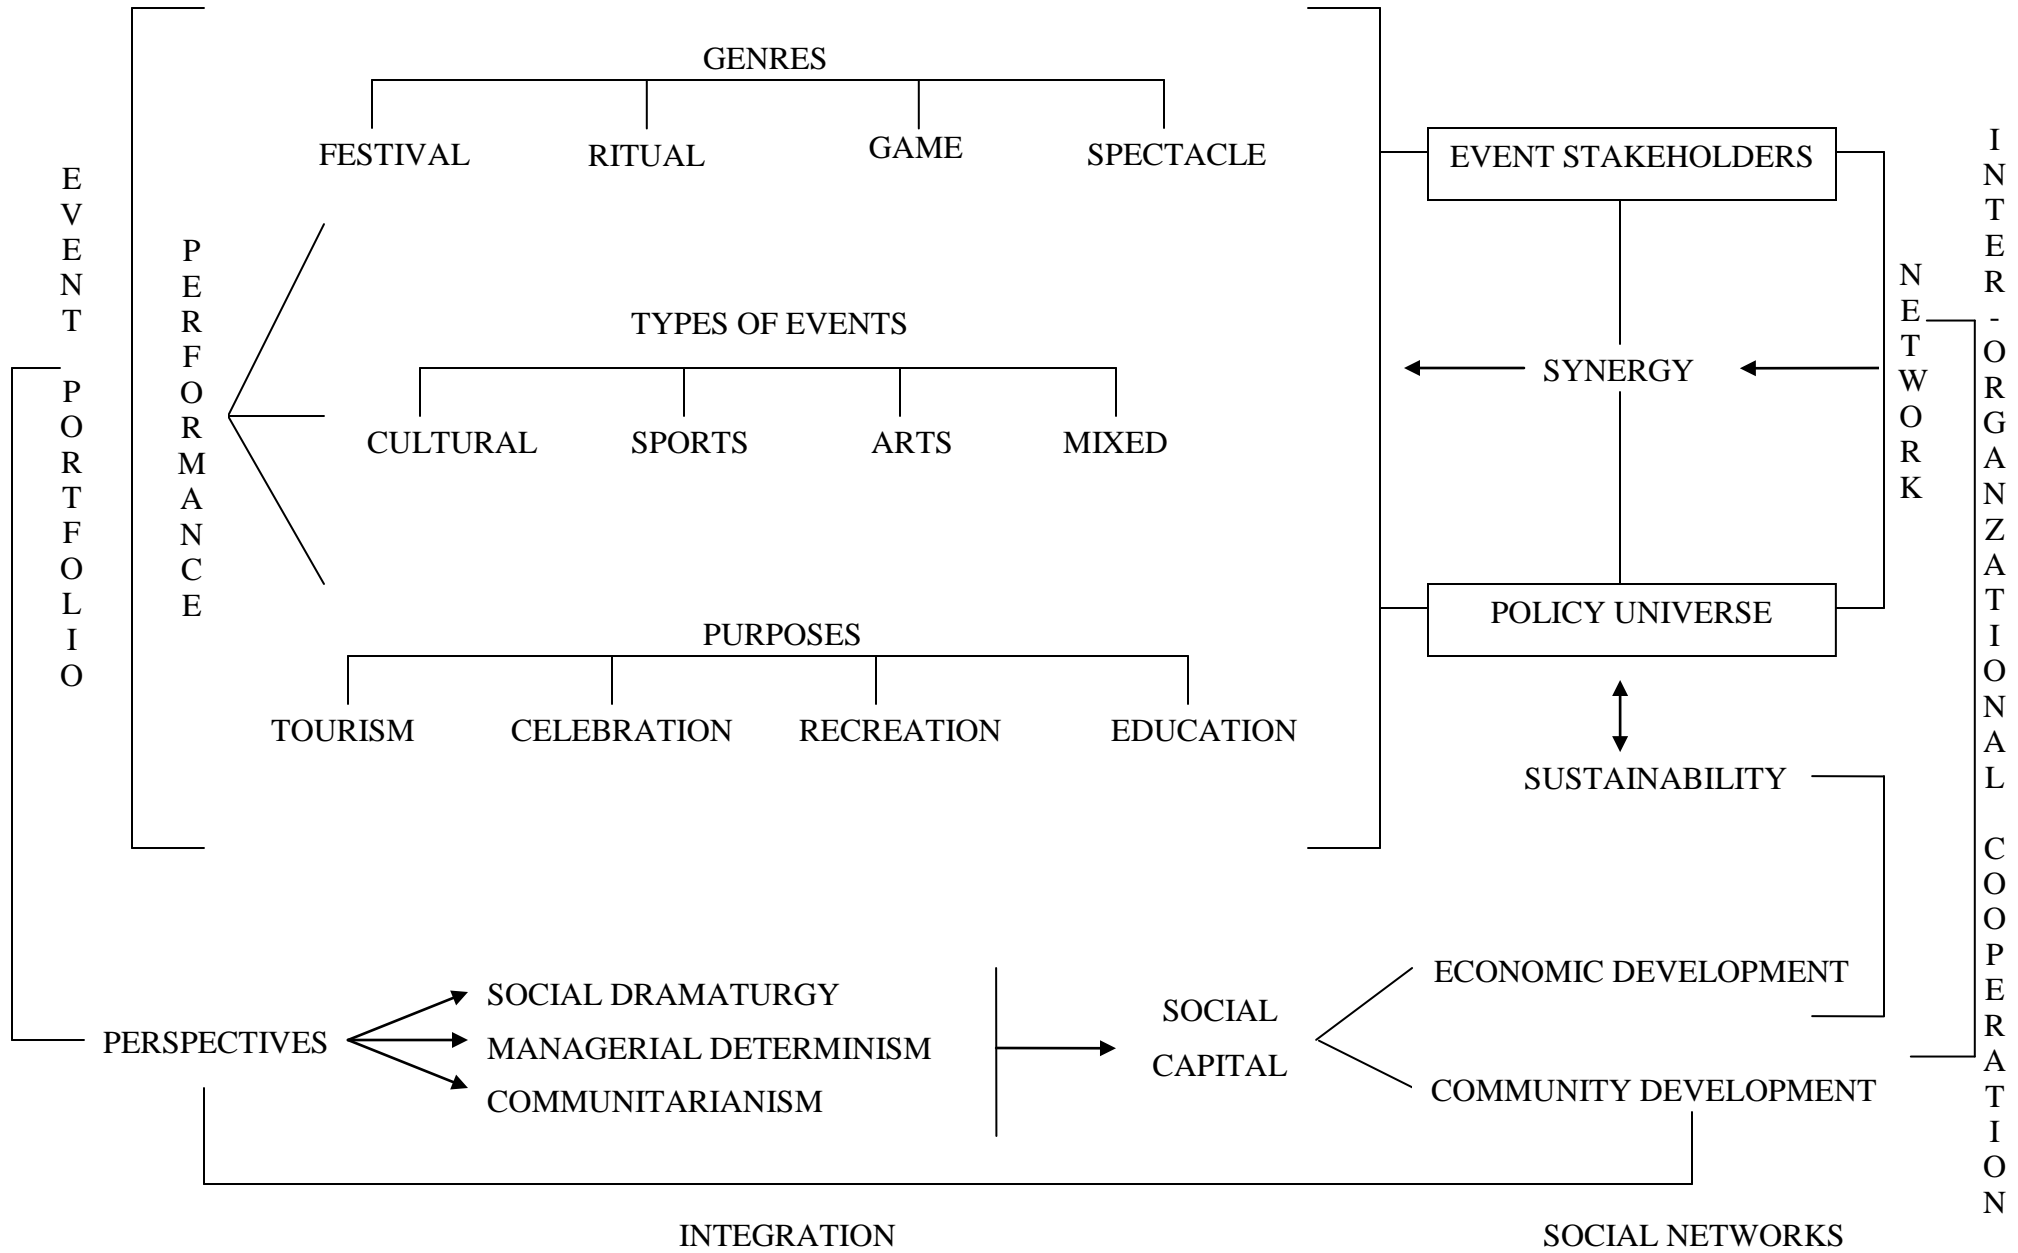 GENRES
FESTIVAL RITUAL GAME SPECTACLE
EVENT PORTFOLIO
PERFORMANCE
TYPES OF EVENTS
CULTURAL SPORTS ARTS MIXED
PURPOSES
TOURISM CELEBRATION RECREATION EDUCATION
EVENT STAKEHOLDERS
SYNERGY
POLICY UNIVERSE
SUSTAINABILITY
NETWORK
INTER-ORGANZATIONAL COOPERATION
PERSPECTIVES
SOCIAL DRAMATURGY
MANAGERIAL DETERMINISM
COMMUNITARIANISM
SOCIAL
CAPITAL
ECONOMIC DEVELOPMENT
COMMUNITY DEVELOPMENT
INTEGRATION
SOCIAL NETWORKS